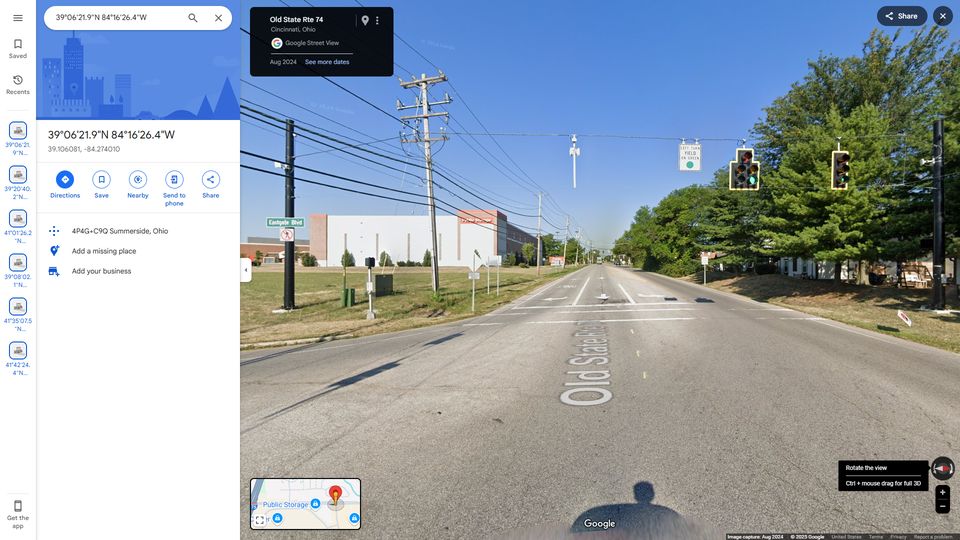 39°06'21.9"N 84°16'26.4"W
Saved
Recents
39°06'21.
9"N...
39°20'40.
2"N...
41°01'26.2
"N...
39°08'02.
1"N...
41°35'07.5
"N...
41°42'24.
4"N...
Get the
app
39°06'21.9"N 84°16'26.4"W
39.106081, -84.274010
Directions
Save
Nearby
Send to
phone
Share
4P4G+C9Q Summerside, Ohio
Add a missing place
Add your business
Old State Rte 74
Cincinnati, Ohio
Google Street View
Aug 2024 See more dates
Share
Eastgate Blvd
LEFT TURN
YIELD
ON GREEN
Old State Rte
Public Storage
Rotate the view
Ctrl + mouse drag for full 3D
Google
Image capture: Aug 2024 © 2025 Google United States Terms Privacy Report a problem